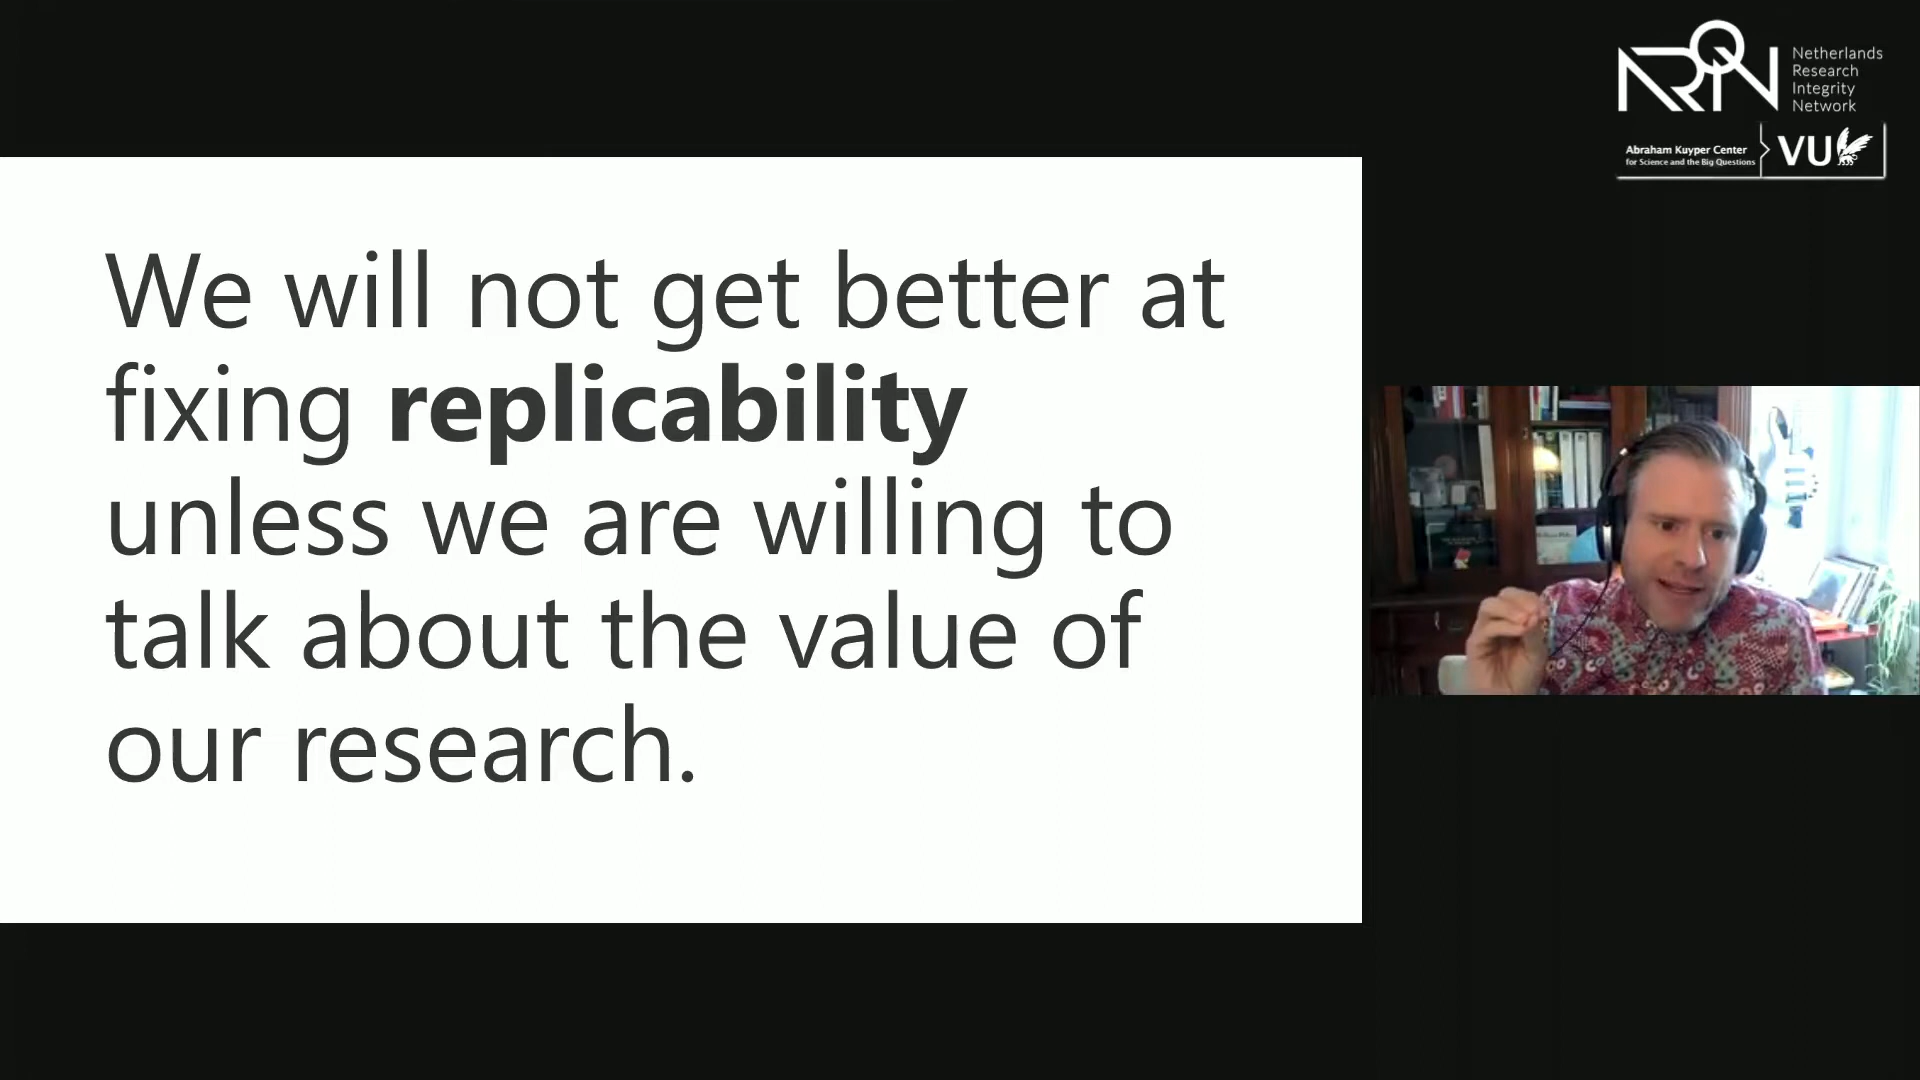 NRIN
Netherlands
Research
Integrity
Network
Abraham Kuyper Center
for Science and the Big Questions
VU
We will not get better at
fixing replicability
unless we are willing to
talk about the value of
our research.